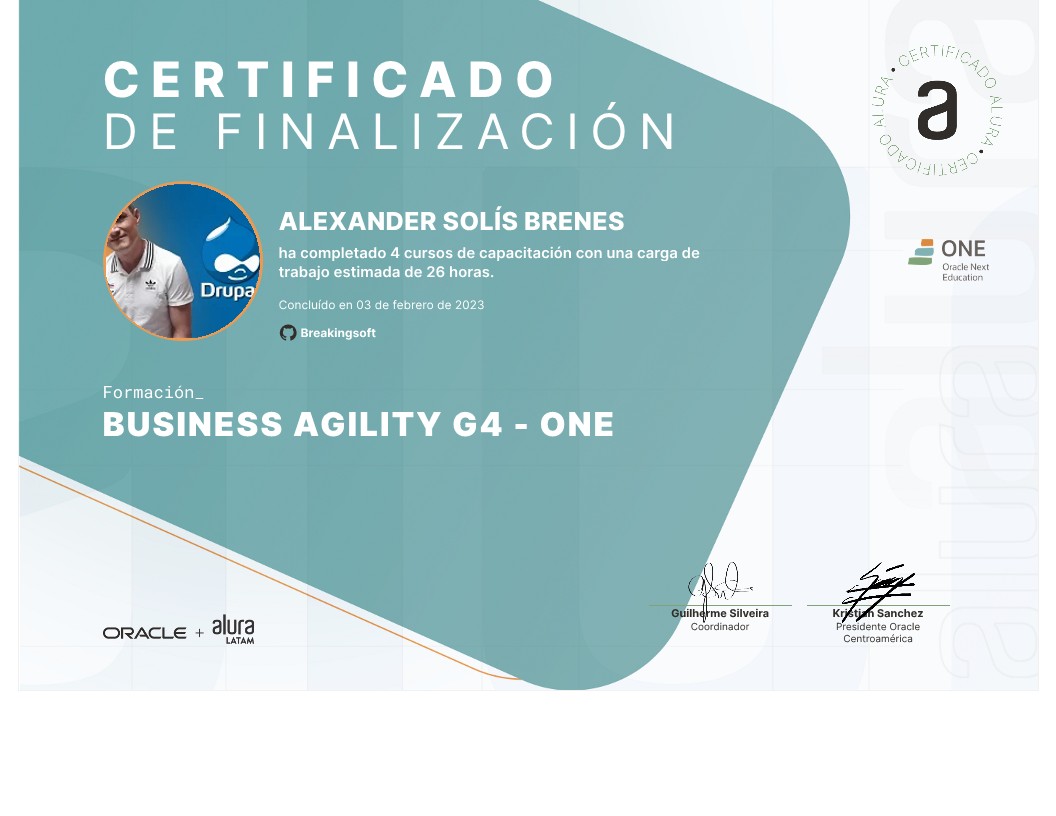 CERTIFICADO
DE FINALIZACIÓN
CERTIFICADO ALURA • CERTIFICADO ALURA •
a
ALEXANDER SOLÍS BRENES
ha completado 4 cursos de capacitación con una carga de
trabajo estimada de 26 horas.
Concluído en 03 de febrero de 2023
Breakingsoft
Drupa
ONE
Oracle Next
Education
Formación_
BUSINESS AGILITY G4 - ONE
alura
alura
ORACLE + alura
LATAM
Guilherme Silveira
Coordinador
Kristian Sanchez
Presidente Oracle
Centroamérica